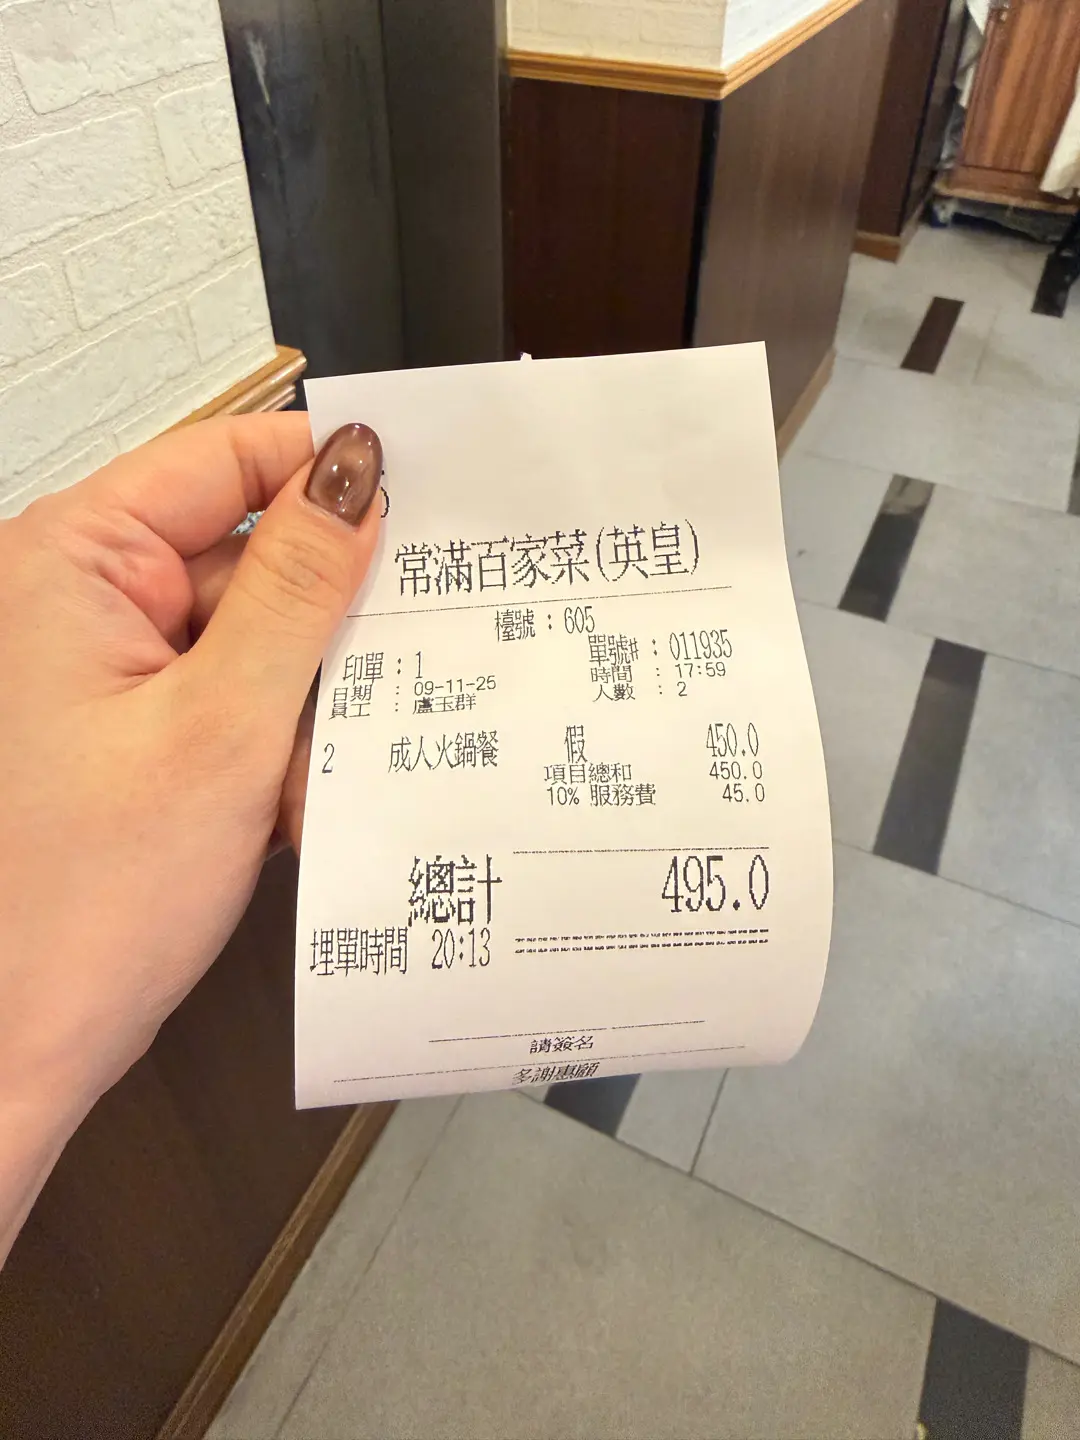 常滿百家菜(英皇)
檯號 : 605
印單 : 1 單號# : 011935
日期 : 09-11-25 時間 : 17:59
員工 : 盧玉群 人數 : 2
2 成人火鍋餐 假 450.0
項目總和 450.0
10% 服務費 45.0
總計 495.0
埋單時間 20:13
請簽名
多謝惠顧